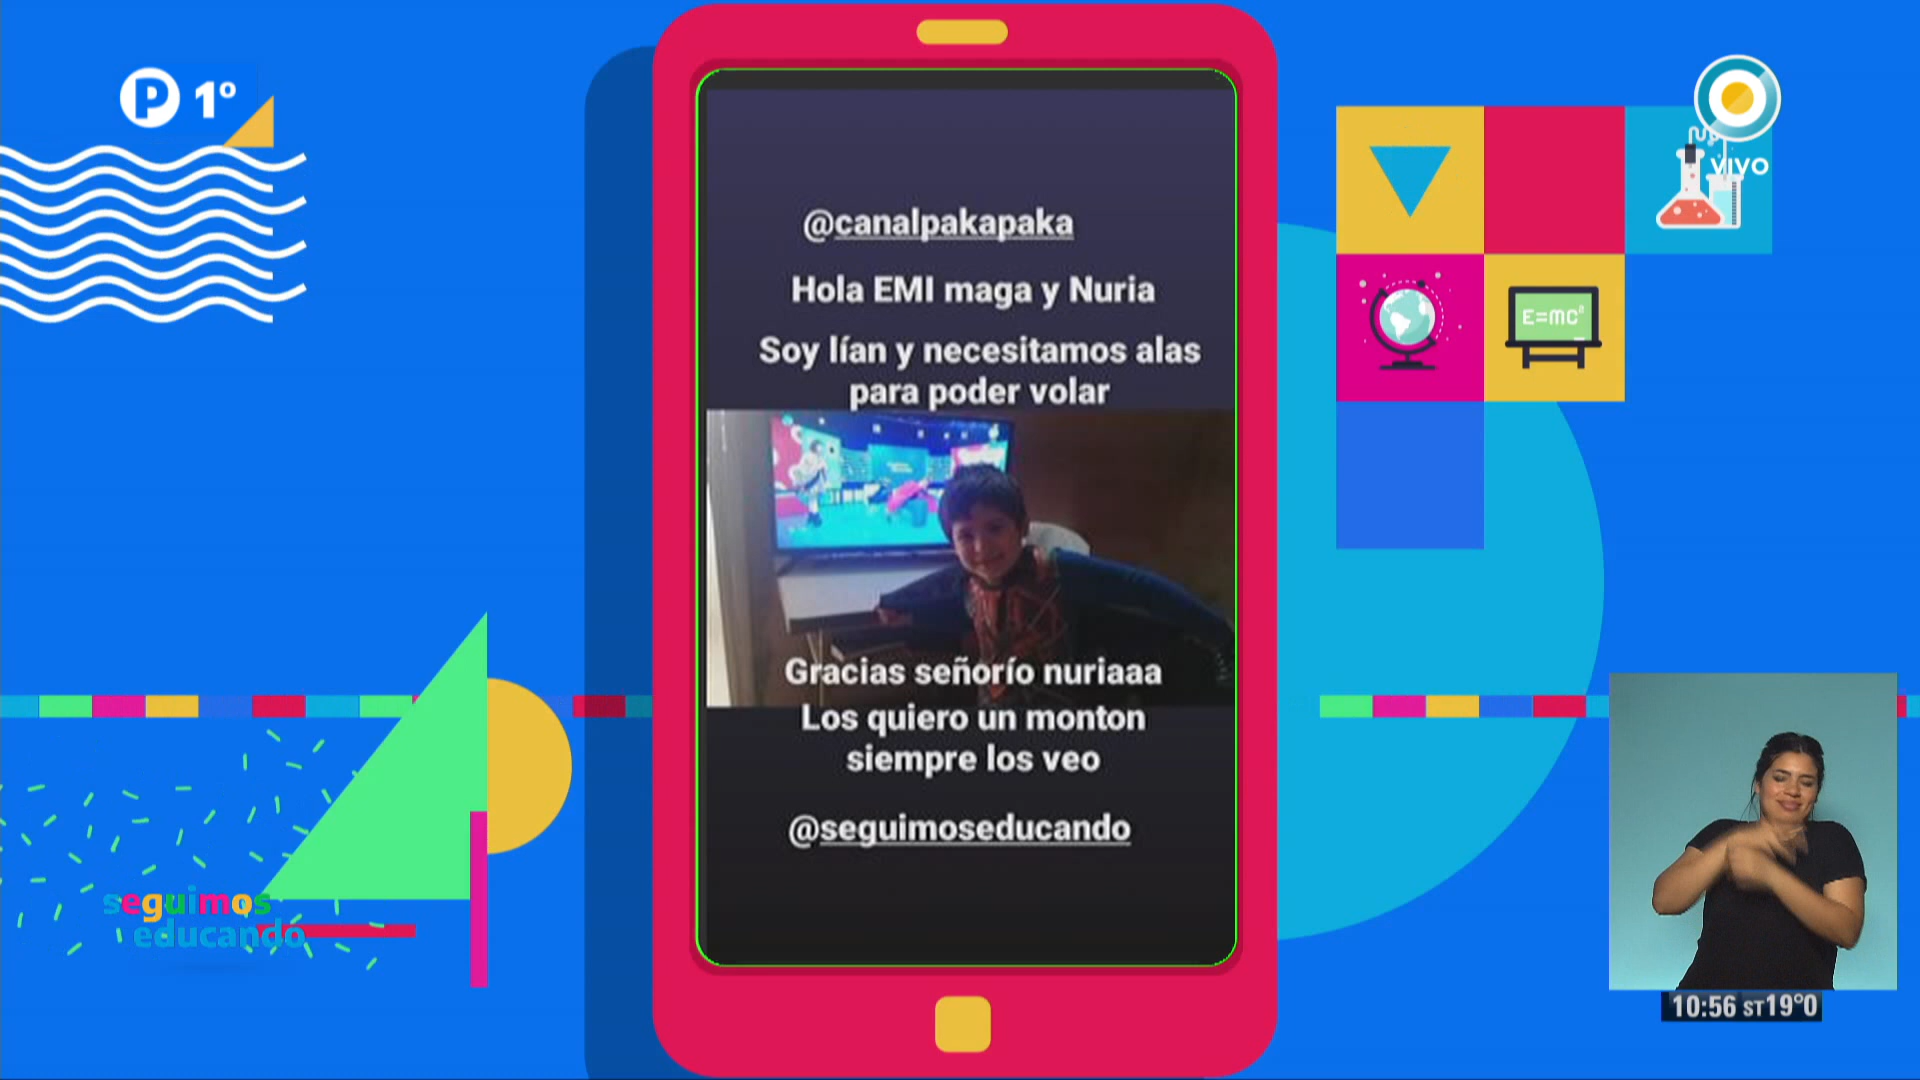 P 1º
VIVO
@canalpakapaka
Hola EMI maga y Nuria
Soy lían y necesitamos alas
para poder volar
E=mc²
Gracias señorío nuriaaa
Los quiero un monton
siempre los veo
@seguimoseducando
seguimos
educando
10:56 ST19°0